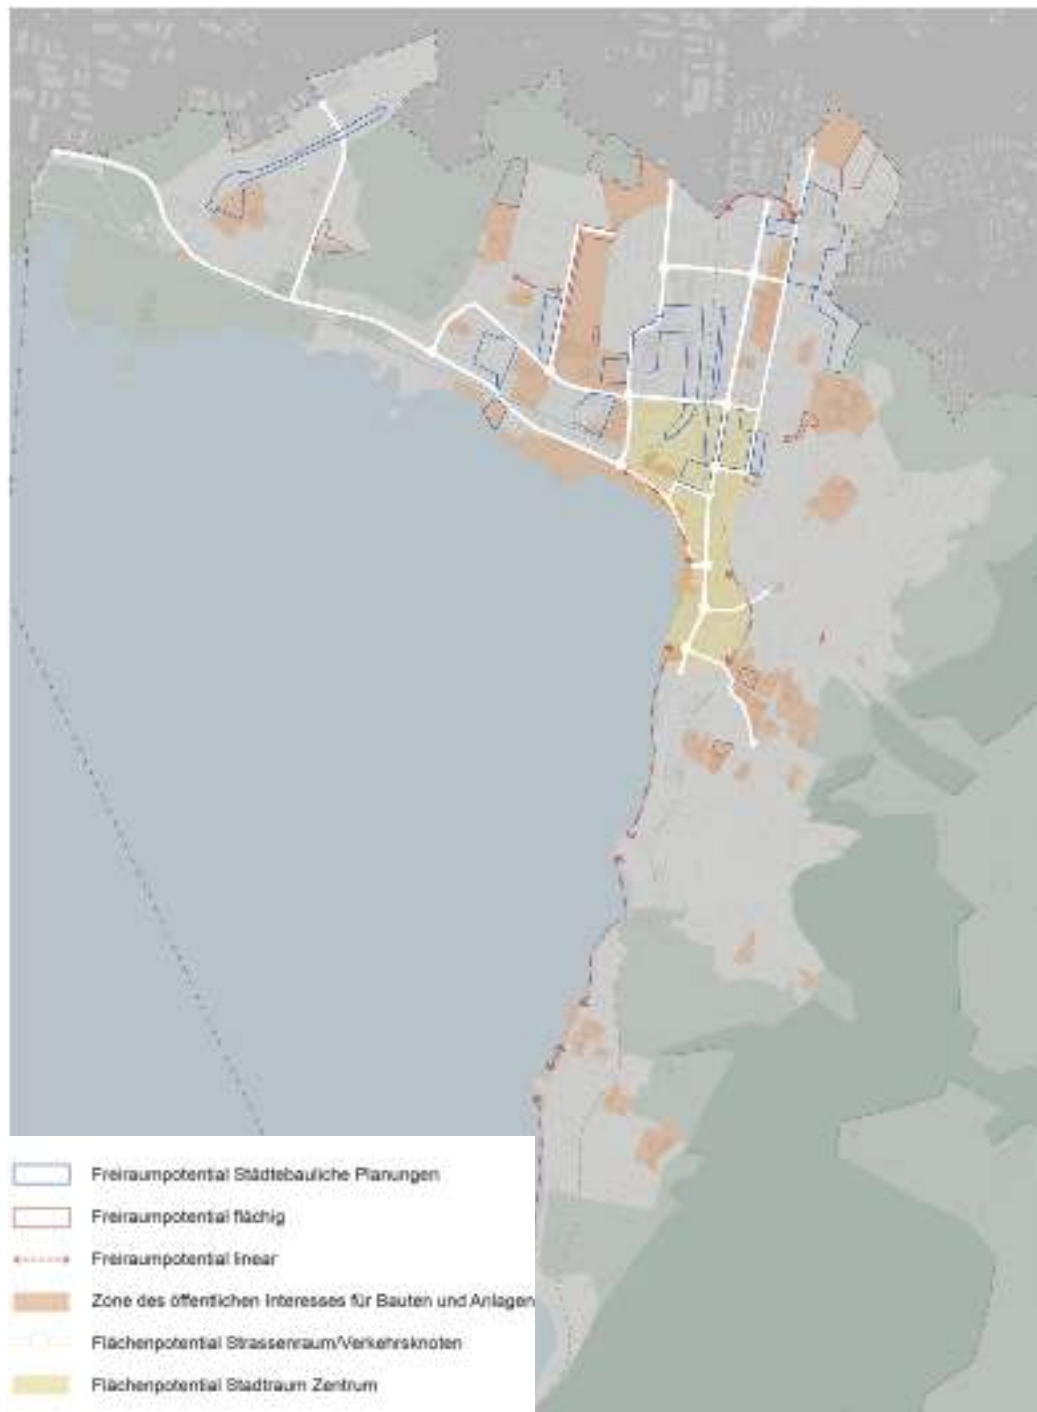 Freiraumpotential Städtebauliche Planungen
Freiraumpotential flächig
Freiraumpotential linear
Zone des öffentlichen Interesses für Bauten und Anlagen
Flächenpotential Strassenraum/Verkehrsknoten
Flächenpotential Stadtraum Zentrum